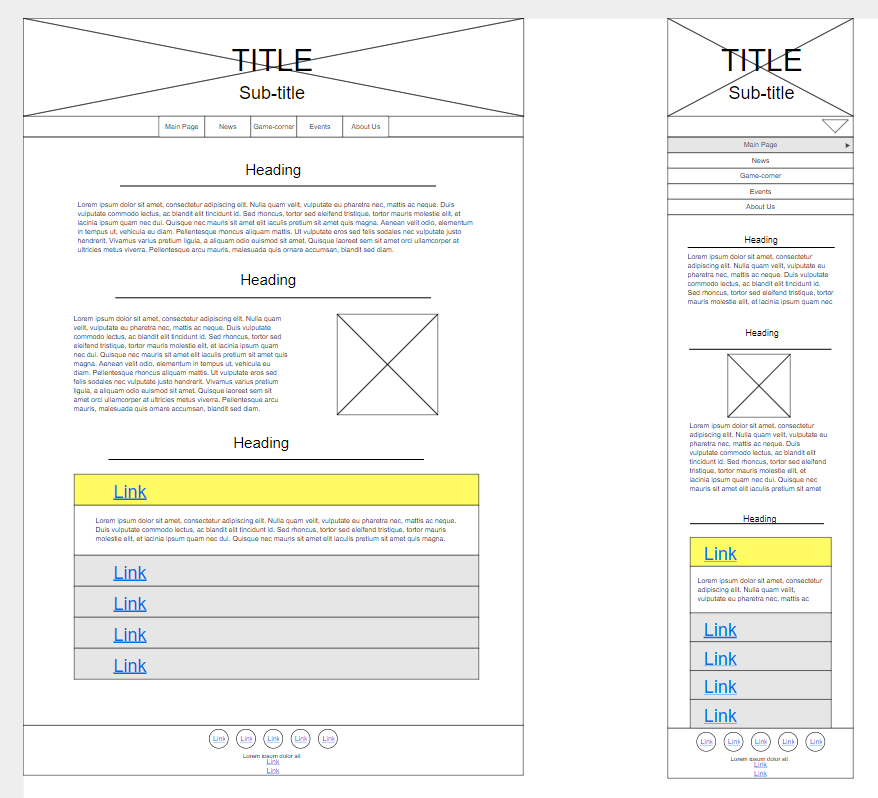 TITLE
Sub-title
Main Page
News
Game-corner
Events
About Us
Heading
Lorem ipsum dolor sit amet, consectetur adipiscing elit. Nulla quam velit, vulputate eu pharetra nec, mattis ac neque. Duis
vulputate commodo lectus, ac blandit elit tincidunt id. Sed rhoncus, tortor sed eleifend tristique, tortor mauris molestie elit, et
lacinia ipsum quam nec dui. Quisque nec mauris sit amet elit iaculis pretium sit amet quis magna. Aenean velit odio, elementum
in tempus ut, vehicula eu diam. Pellentesque rhoncus aliquam mattis. Ut vulputate eros sed felis sodales nec vulputate justo
hendrerit. Vivamus varius pretium ligula, a aliquam odio euismod sit amet. Quisque laoreet sem sit amet orci ullamcorper at
ultricies metus viverra. Pellentesque arcu mauris, malesuada quis ornare accumsan, blandit sed diam.
Heading
Lorem ipsum dolor sit amet, consectetur adipiscing elit. Nulla quam
velit, vulputate eu pharetra nec, mattis ac neque. Duis vulputate
commodo lectus, ac blandit elit tincidunt id. Sed rhoncus, tortor sed
eleifend tristique, tortor mauris molestie elit, et lacinia ipsum quam
nec dui. Quisque nec mauris sit amet elit iaculis pretium sit amet quis
magna. Aenean velit odio, elementum in tempus ut, vehicula eu
diam. Pellentesque rhoncus aliquam mattis. Ut vulputate eros sed
felis sodales nec vulputate justo hendrerit. Vivamus varius pretium
ligula, a aliquam odio euismod sit amet. Quisque laoreet sem sit
amet orci ullamcorper at ultricies metus viverra. Pellentesque arcu
mauris, malesuada quis ornare accumsan, blandit sed diam.
Heading
Link
Lorem ipsum dolor sit amet, consectetur adipiscing elit. Nulla quam velit, vulputate eu pharetra nec, mattis ac neque.
Duis vulputate commodo lectus, ac blandit elit tincidunt id. Sed rhoncus, tortor sed eleifend tristique, tortor mauris
molestie elit, et lacinia ipsum quam nec dui. Quisque nec mauris sit amet elit iaculis pretium sit amet quis magna.
Link
Link
Link
Link
Link
Link
Link
Link
Link
Lorem ipsum dolor sit
Link
Link
TITLE
Sub-title
Main Page
News
Game-corner
Events
About Us
Heading
Lorem ipsum dolor sit amet, consectetur
adipiscing elit. Nulla quam velit, vulputate eu
pharetra nec, mattis ac neque. Duis vulputate
commodo lectus, ac blandit elit tincidunt id.
Sed rhoncus, tortor sed eleifend tristique,
mauris ipsum quam nec
Heading
Lorem ipsum dolor sit amet, consectetur
adipiscing elit. Nulla quam velit, vulputate eu
pharetra nec, mattis ac neque. Duis
vulputate commodo lectus, ac blandit elit
tincidunt id. Sed rhoncus, tortor sed eleifend
tristique, tortor mauris molestie elit, et
lacinia ipsum quam nec dui. Quisque nec
mauris sit amet elit iaculis pretium sit amet
Heading
Link
Lorem ipsum dolor sit amet, consectetur
adipiscing elit. Nulla quam velit,
vulputate eu pharetra nec, mattis ac
Link
Link
Link
Link
Link
Link
Link
Link
Link
Lorem ipsum dolor sit
Link
Link